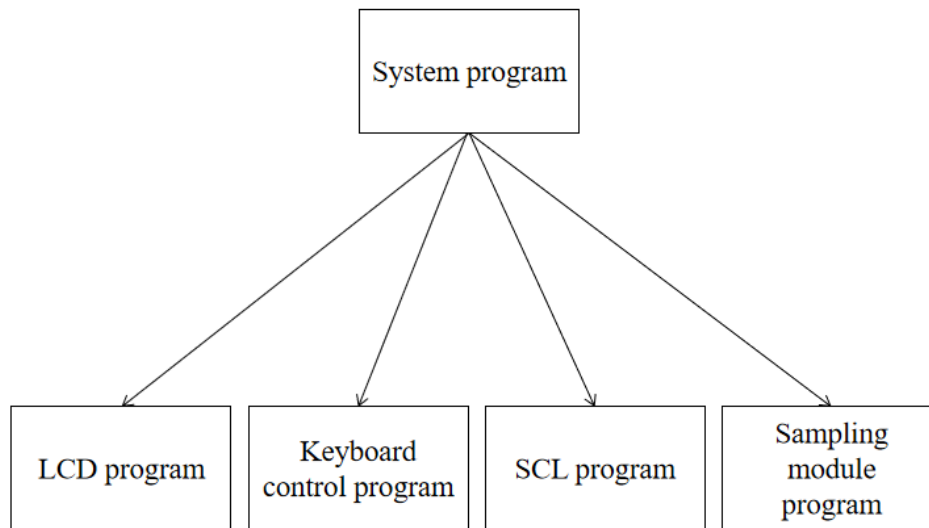 System program
LCD program
Keyboard
control program
SCL program
Sampling
module
program